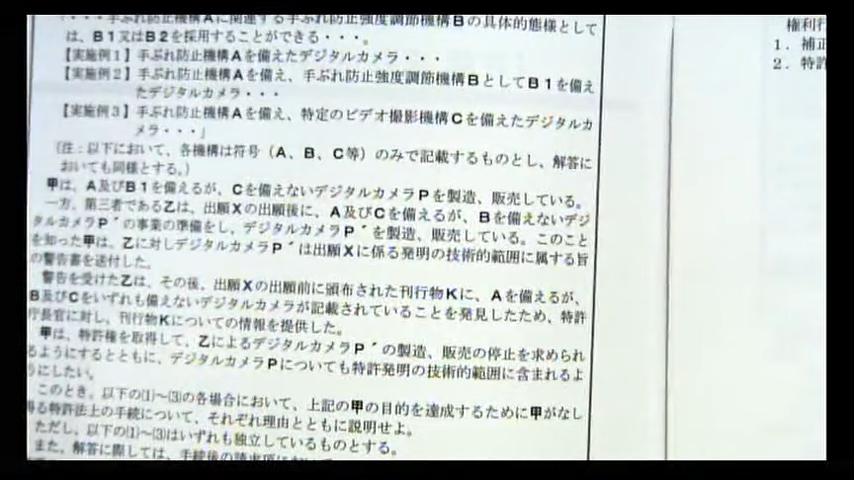 ・・・手ぶれ防止機構Aに関連する手ぶれ防止強度調節機構Bの具体的態様として
は、B1又はB2を採用することができる・・・。
【実施例1】手ぶれ防止機構Aを備えたデジタルカメラ・・・
【実施例2】手ぶれ防止機構Aを備え、手ぶれ防止強度調節機構BとしてB1を備え
たデジタルカメラ・・・
【実施例3】手ぶれ防止機構Aを備え、特定のビデオ撮影機構Cを備えたデジタルカ
メラ・・・」
(注:以下において、各機構は符号(A、B、C等)のみで記載するものとし、解答に
おいても同様とする。)
甲は、A及びB1を備えるが、Cを備えないデジタルカメラPを製造、販売している。
一方、第三者である乙は、出願Xの出願後に、A及びCを備えるが、Bを備えないデジ
タルカメラP´の事業の準備をし、デジタルカメラP´を製造、販売している。このこと
を知った甲は、乙に対しデジタルカメラP´は出願Xに係る発明の技術的範囲に属する旨
の警告書を送付した。
警告を受けた乙は、その後、出願Xの出願前に頒布された刊行物Kに、Aを備えるが、
B及びCをいずれも備えないデジタルカメラが記載されていることを発見したため、特許
庁長官に対し、刊行物Kについての情報を提供した。
甲は、特許権を取得して、乙によるデジタルカメラP´の製造、販売の停止を求められ
るようにするとともに、デジタルカメラPについても特許発明の技術的範囲に含まれるよ
うにしたい。
このとき、以下の(1)~(3)の各場合において、上記の甲の目的を達成するために甲がなし
得る特許法上の手続について、それぞれ理由とともに説明せよ。
ただし、以下の(1)~(3)はいずれも独立しているものとする。
また、解答に際しては、手続後の請求項
権利行
1. 補正
2. 特許